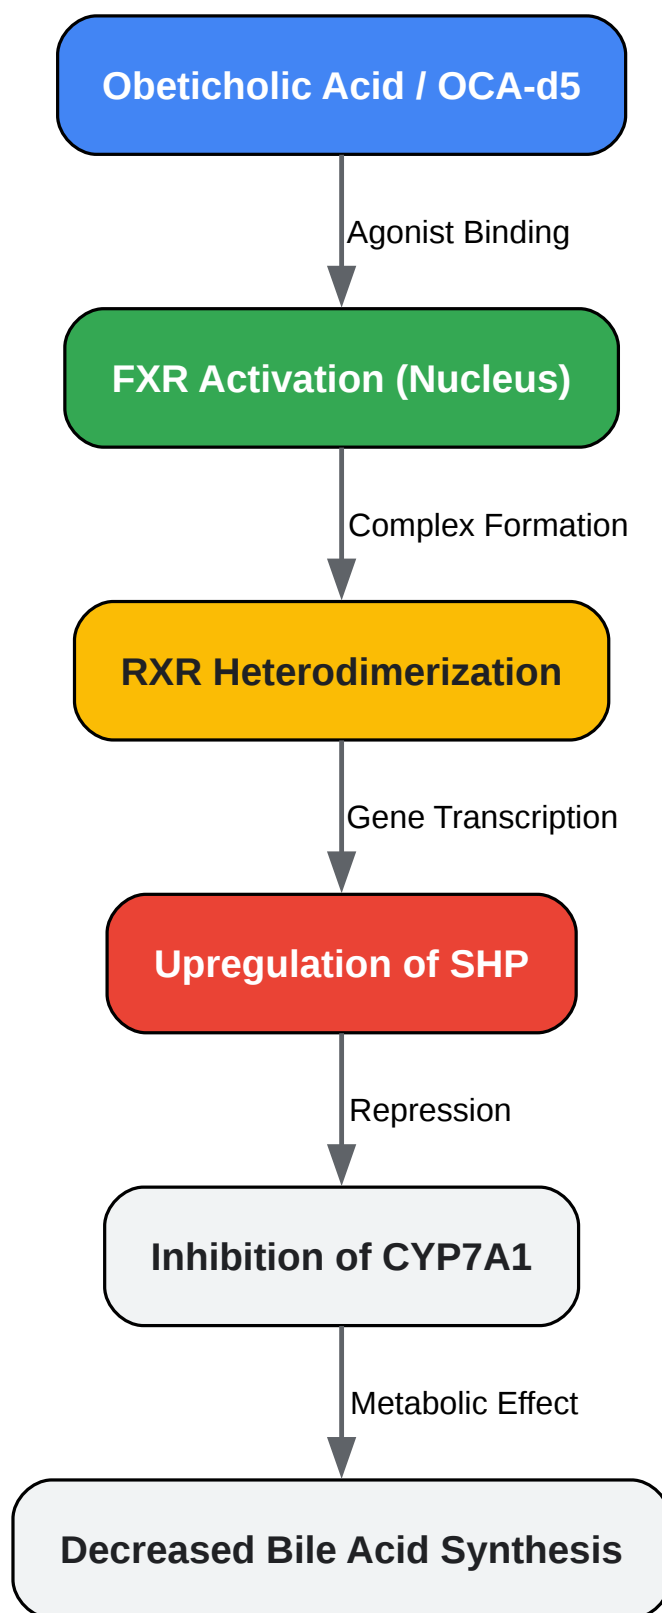 Obeticholic Acid / OCA-d5
Agonist Binding
FXR Activation (Nucleus)
Complex Formation
RXR Heterodimerization
Gene Transcription
Upregulation of SHP
Repression
Inhibition of CYP7A1
Metabolic Effect
Decreased Bile Acid Synthesis